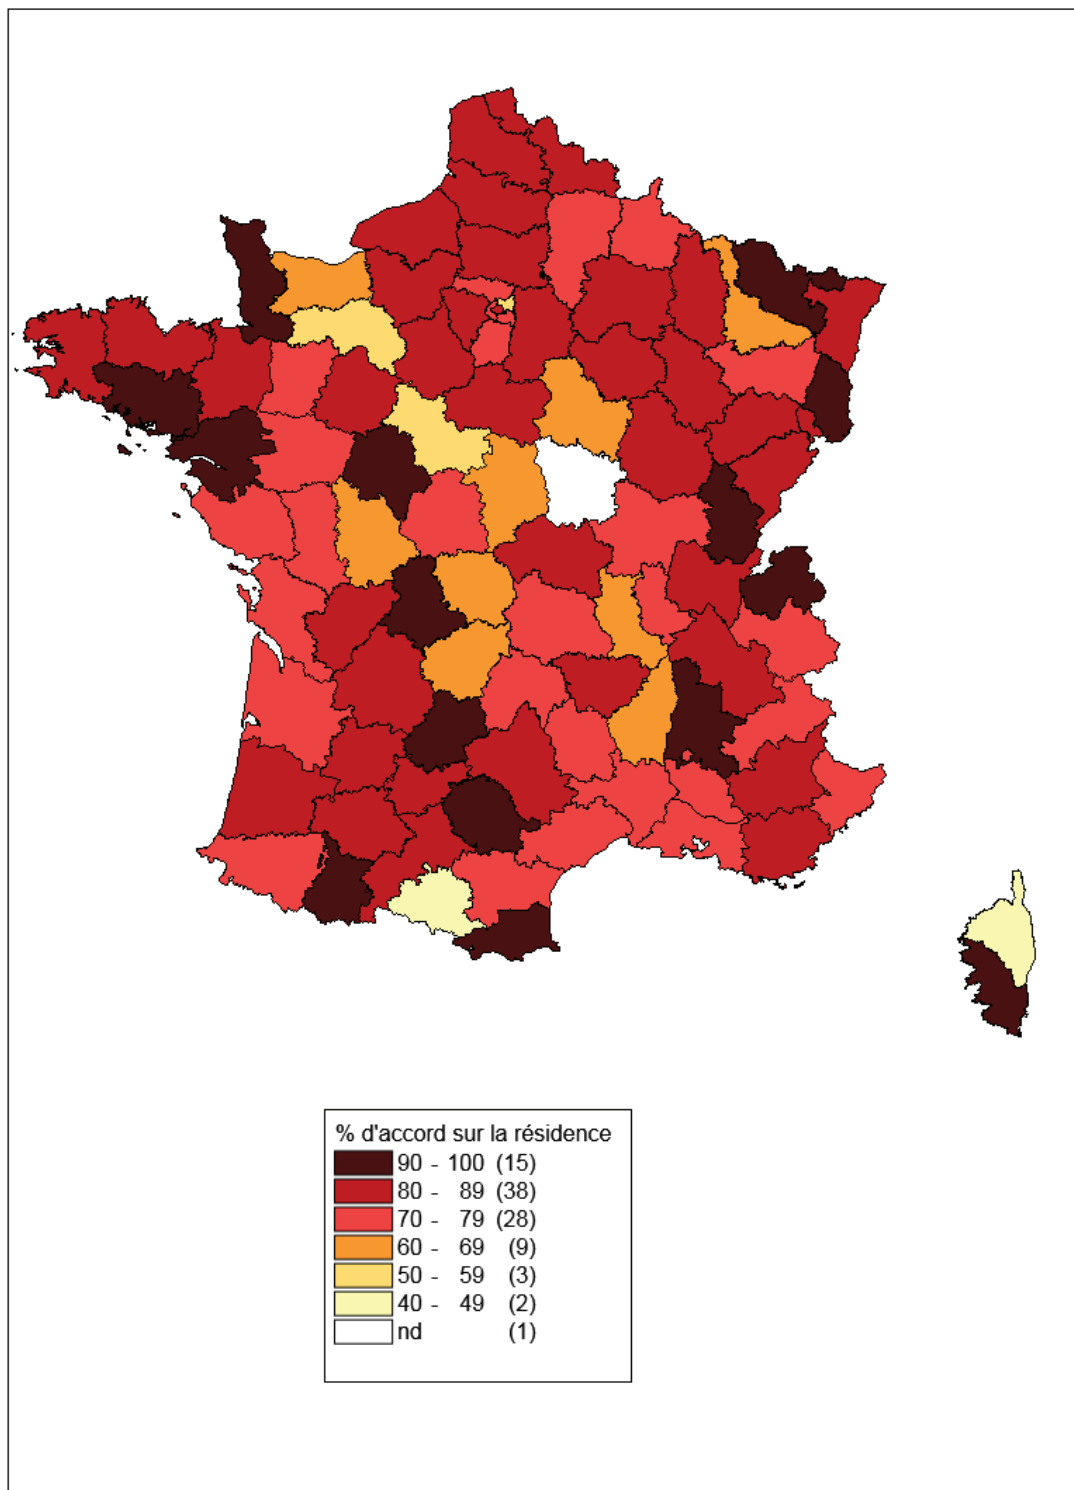 % d'accord sur la résidence
90 - 100 (15)
80 - 89 (38)
70 - 79 (28)
60 - 69 (9)
50 - 59 (3)
40 - 49 (2)
nd (1)